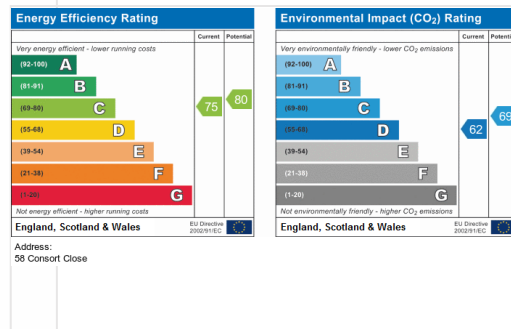 Energy Efficiency Rating
Current Potential
Very energy efficient - lower running costs
(92-100) A
(81-91) B
(69-80) C
(55-68) D
(39-54) E
(21-38) F
(1-20) G
75 80
Not energy efficient - higher running costs
England, Scotland & Wales
EU Directive
2002/91/EC
Environmental Impact (CO₂) Rating
Current Potenti
Very environmentally friendly - lower CO₂ emissions
(92-100) A
(81-91) B
(69-80) C
(55-68) D
(39-54) E
(21-38) F
(1-20) G
62 69
Not environmentally friendly - higher CO₂ emissions
England, Scotland & Wales
EU Directive
2002/91/EC
Address:
58 Consort Close